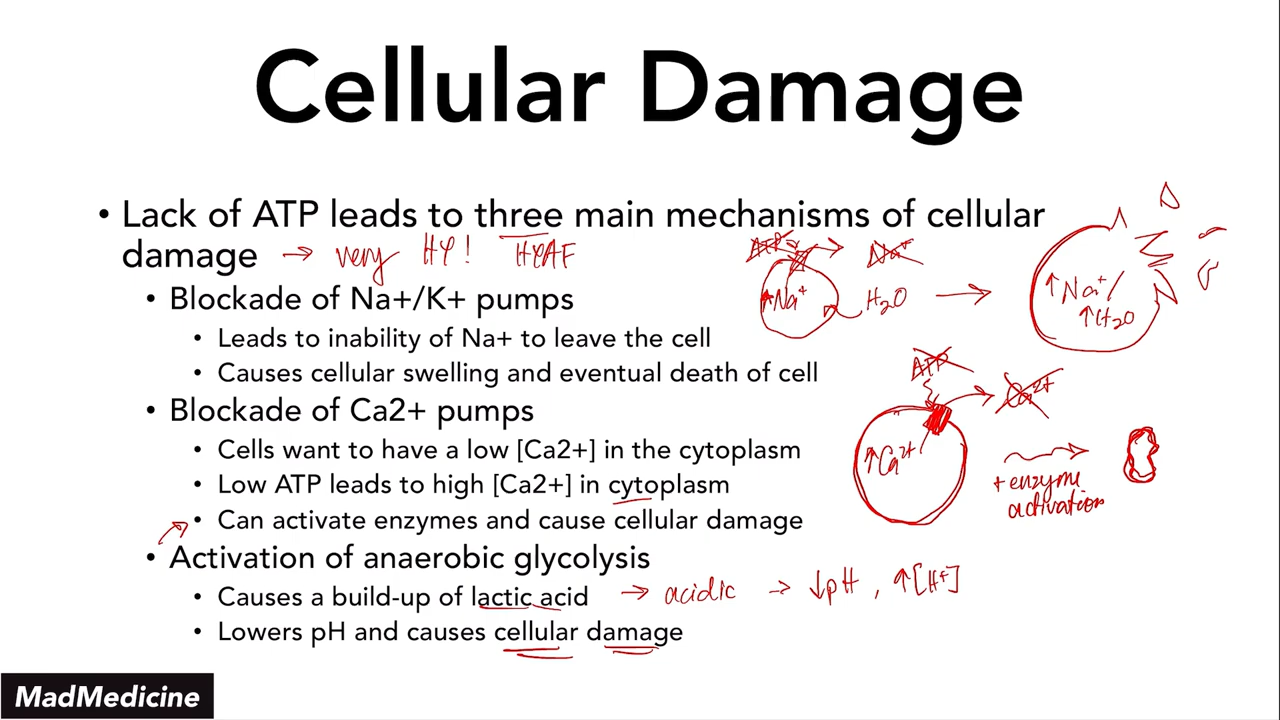 Cellular Damage
• Lack of ATP leads to three main mechanisms of cellular
damage → very HY! HYAF
• Blockade of Na+/K+ pumps
• Leads to inability of Na+ to leave the cell
• Causes cellular swelling and eventual death of cell
• Blockade of Ca2+ pumps
• Cells want to have a low [Ca2+] in the cytoplasm
• Low ATP leads to high [Ca2+] in cytoplasm
• Can activate enzymes and cause cellular damage
• Activation of anaerobic glycolysis
• Causes a build-up of lactic acid → acidic → ↓pH, ↑[H+]
• Lowers pH and causes cellular damage
ATP Na+
↑Na+ H2O →
↑Na+/
↑H2O
ATP
Ca2+
↑Ca2+
+ enzyme
activation
MadMedicine